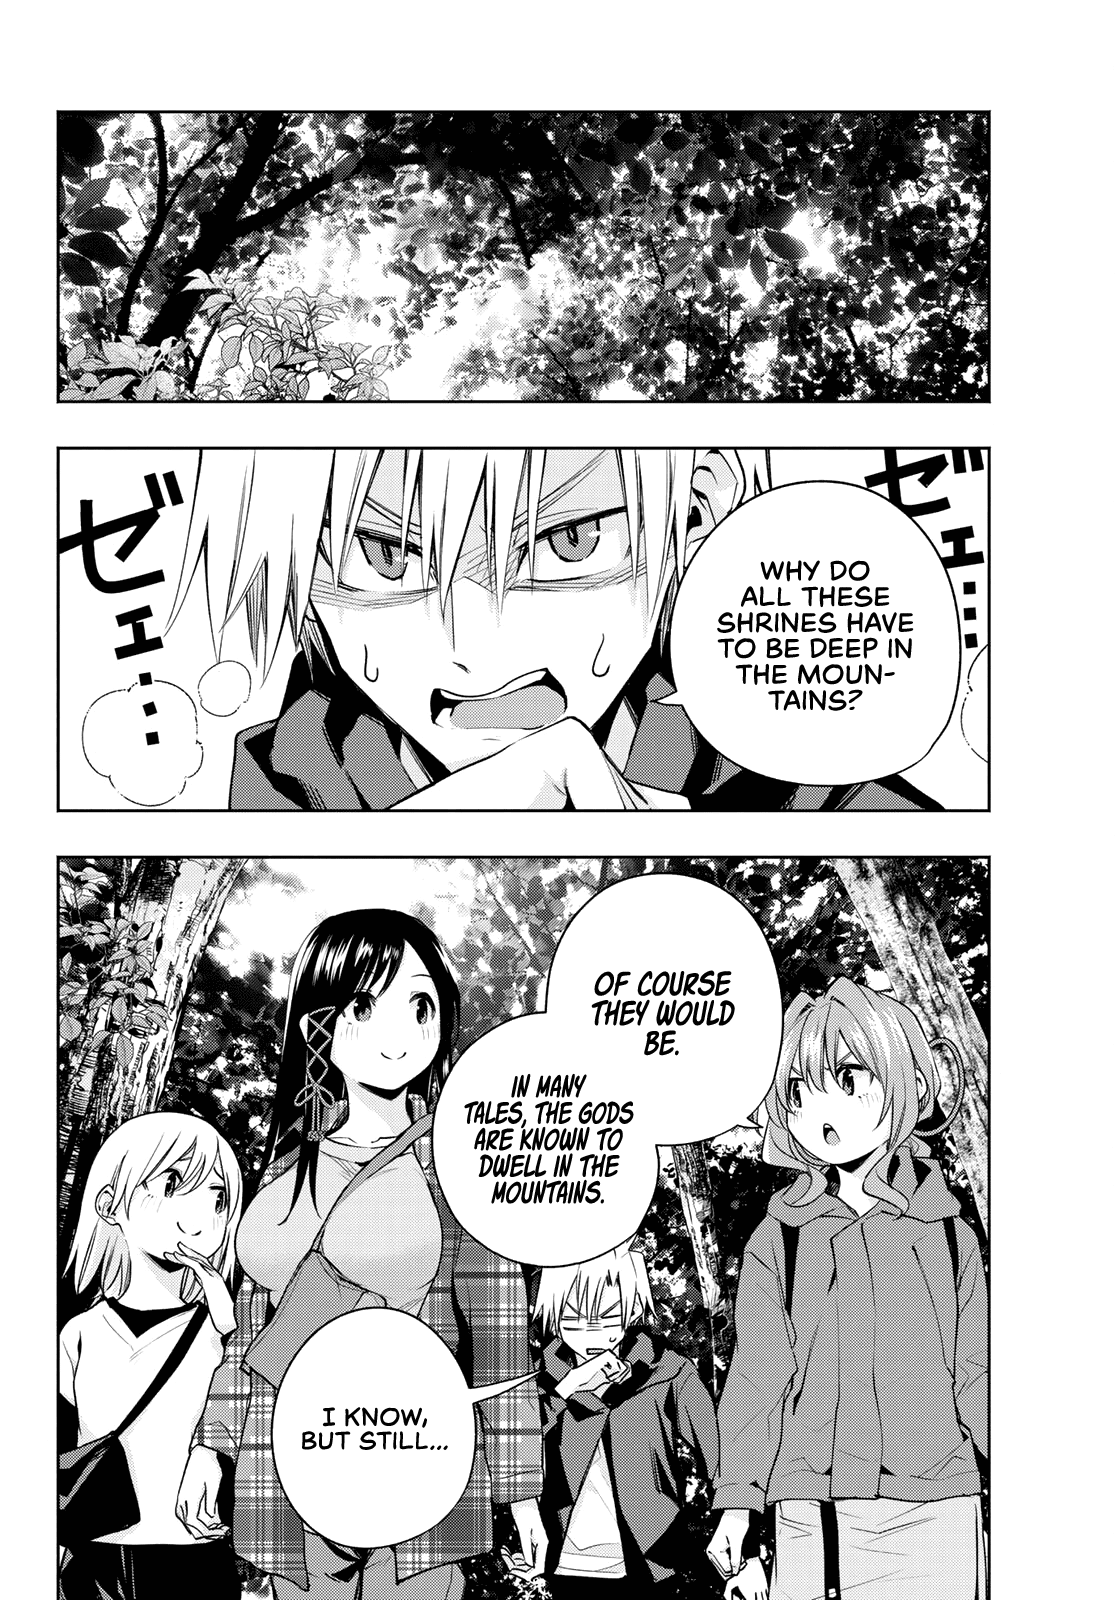 ゼェ…
WHY DO
ALL THESE
SHRINES HAVE
TO BE DEEP IN
THE MOUN-
TAINS?
ゼェ…
OF COURSE
THEY WOULD
BE.
IN MANY
TALES, THE GODS
ARE KNOWN TO
DWELL IN THE
MOUNTAINS.
I KNOW,
BUT STILL...